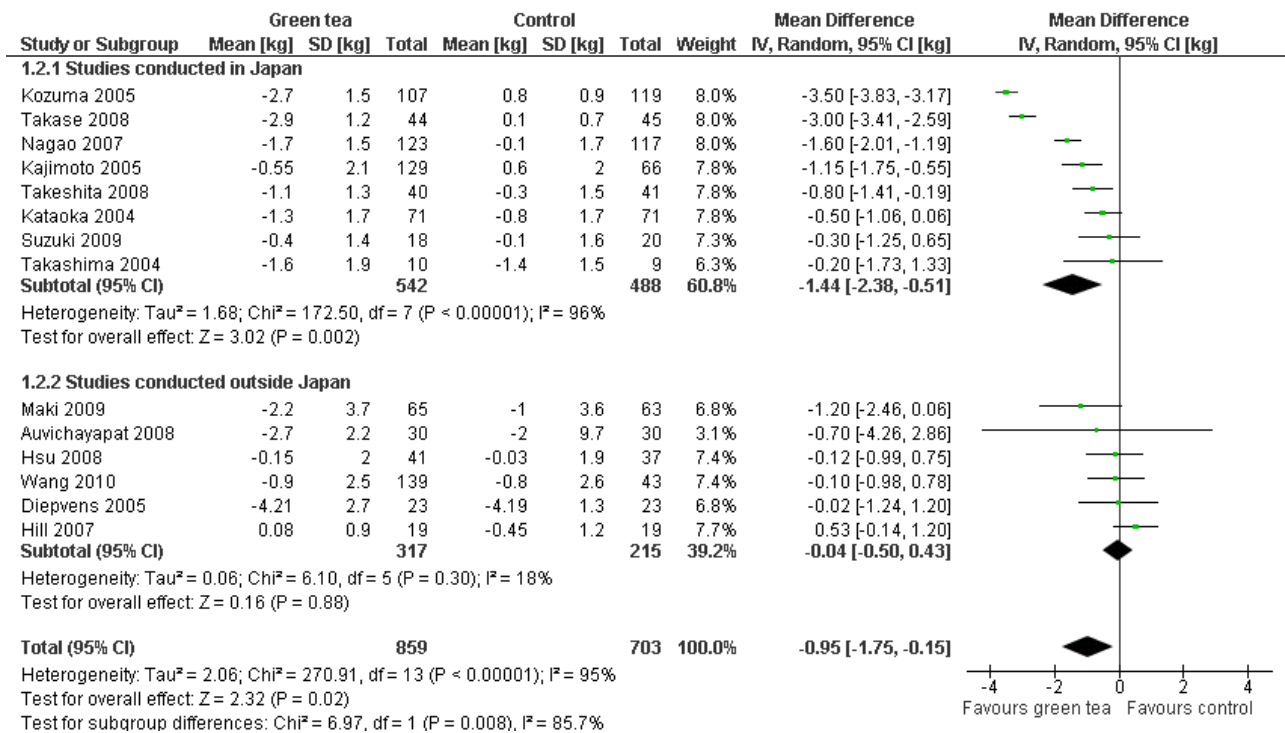 Green tea Control Mean Difference Mean Difference
Study or Subgroup Mean [kg] SD [kg] Total Mean [kg] SD [kg] Total Weight IV, Random, 95% CI [kg] IV, Random, 95% CI [kg]
1.2.1 Studies conducted in Japan
Kozuma 2005 -2.7 1.5 107 0.8 0.9 119 8.0% -3.50 [-3.83, -3.17]
Takase 2008 -2.9 1.2 44 0.1 0.7 45 8.0% -3.00 [-3.41, -2.59]
Nagao 2007 -1.7 1.5 123 -0.1 1.7 117 8.0% -1.60 [-2.01, -1.19]
Kajimoto 2005 -0.55 2.1 129 0.6 2 66 7.8% -1.15 [-1.75, -0.55]
Takeshita 2008 -1.1 1.3 40 -0.3 1.5 41 7.8% -0.80 [-1.41, -0.19]
Kataoka 2004 -1.3 1.7 71 -0.8 1.7 71 7.8% -0.50 [-1.06, 0.06]
Suzuki 2009 -0.4 1.4 18 -0.1 1.6 20 7.3% -0.30 [-1.25, 0.65]
Takashima 2004 -1.6 1.9 10 -1.4 1.5 9 6.3% -0.20 [-1.73, 1.33]
Subtotal (95% CI) 542 488 60.8% -1.44 [-2.38, -0.51]
Heterogeneity: Tau² = 1.68; Chi² = 172.50, df = 7 (P < 0.00001); I² = 96%
Test for overall effect: Z = 3.02 (P = 0.002)
1.2.2 Studies conducted outside Japan
Maki 2009 -2.2 3.7 65 -1 3.6 63 6.8% -1.20 [-2.46, 0.06]
Auvichayapat 2008 -2.7 2.2 30 -2 9.7 30 3.1% -0.70 [-4.26, 2.86]
Hsu 2008 -0.15 2 41 -0.03 1.9 37 7.4% -0.12 [-0.99, 0.75]
Wang 2010 -0.9 2.5 139 -0.8 2.6 43 7.4% -0.10 [-0.98, 0.78]
Diepvens 2005 -4.21 2.7 23 -4.19 1.3 23 6.9% -0.02 [-1.24, 1.20]
Hill 2007 0.08 0.9 19 -0.45 1.2 19 7.7% 0.53 [-0.14, 1.20]
Subtotal (95% CI) 317 215 39.2% -0.04 [-0.50, 0.43]
Heterogeneity: Tau² = 0.06; Chi² = 6.10, df = 5 (P = 0.30); I² = 18%
Test for overall effect: Z = 0.16 (P = 0.88)
Total (95% CI) 859 703 100.0% -0.95 [-1.75, -0.15]
Heterogeneity: Tau² = 2.06; Chi² = 270.91, df = 13 (P < 0.00001); I² = 95%
Test for overall effect: Z = 2.32 (P = 0.02)
Test for subgroup differences: Chi² = 6.97, df = 1 (P = 0.008), I² = 85.7%
-4 -2 0 2 4
Favours green tea Favours control